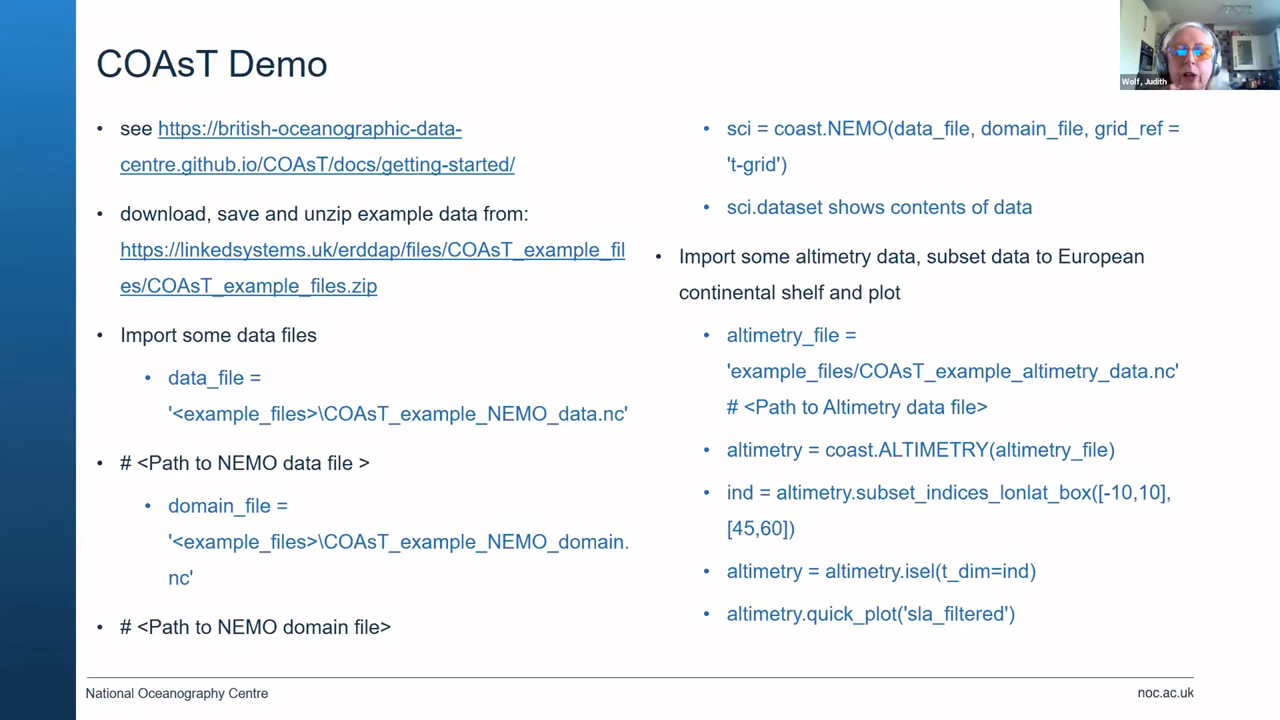 COAsT Demo
• see https://british-oceanographic-data-
centre.github.io/COAsT/docs/getting-started/
• download, save and unzip example data from:
https://linkedsystems.uk/erddap/files/COAsT_example_fil
es/COAsT_example_files.zip
• Import some data files
• data_file =
'<example_files>\COAsT_example_NEMO_data.nc'
• # <Path to NEMO data file >
• domain_file =
'<example_files>\COAsT_example_NEMO_domain.
nc'
• # <Path to NEMO domain file>
• sci = coast.NEMO(data_file, domain_file, grid_ref =
't-grid')
• sci.dataset shows contents of data
• Import some altimetry data, subset data to European
continental shelf and plot
• altimetry_file =
'example_files/COAsT_example_altimetry_data.nc'
# <Path to Altimetry data file>
• altimetry = coast.ALTIMETRY(altimetry_file)
• ind = altimetry.subset_indices_lonlat_box([-10,10],
[45,60])
• altimetry = altimetry.isel(t_dim=ind)
• altimetry.quick_plot('sla_filtered')
Wolf, Judith
National Oceanography Centre
noc.ac.uk